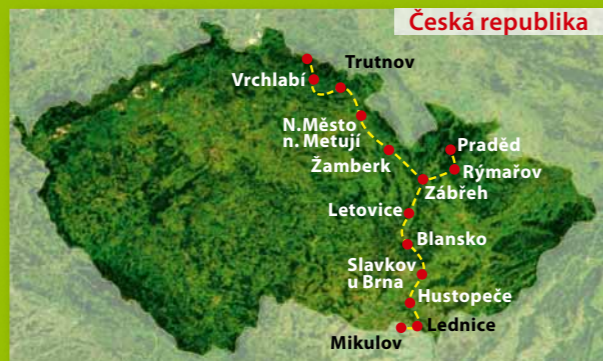 Česká republika
Trutnov
Vrchlabí
N.Město
n. Metují
Žamberk
Praděd
Rýmařov
Zábřeh
Letovice
Blansko
Slavkov
u Brna
Hustopeče
Lednice
Mikulov